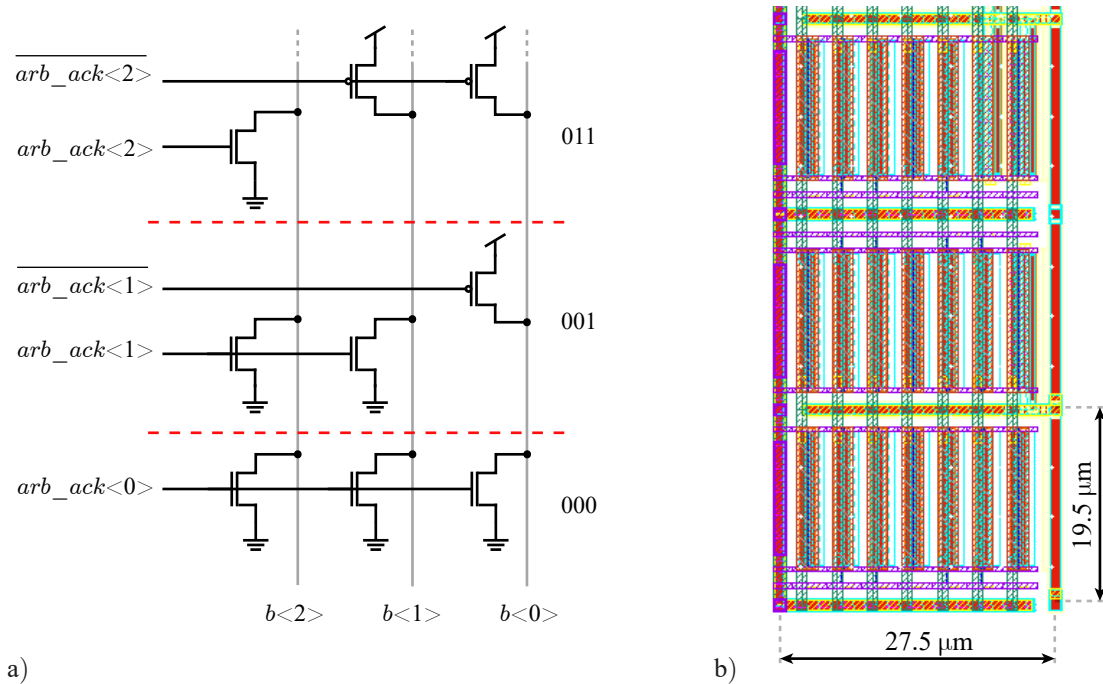 arb_ack<2>
arb_ack<2>
011
arb_ack<1>
001
arb_ack<1>
arb_ack<0>
000
b<2> b<1> b<0>
a)
19.5 μm
27.5 μm
b)